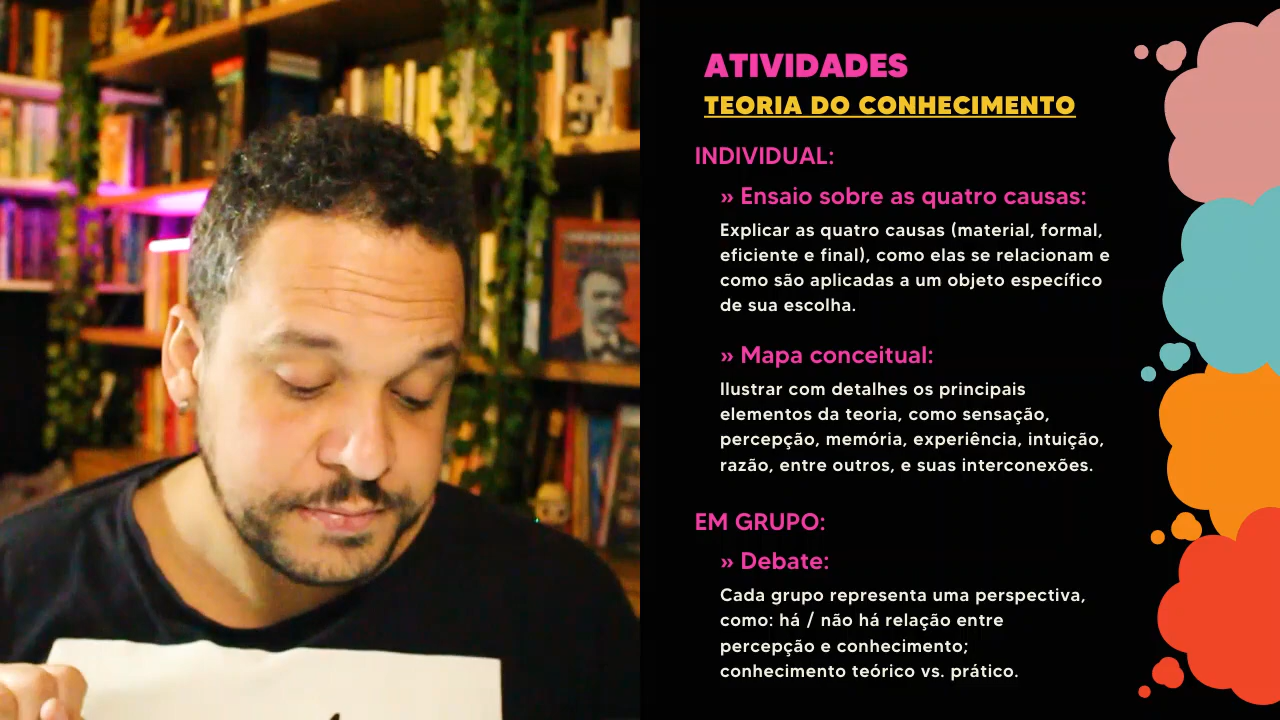 ATIVIDADES
TEORIA DO CONHECIMENTO
INDIVIDUAL:
» Ensaio sobre as quatro causas:
Explicar as quatro causas (material, formal,
eficiente e final), como elas se relacionam e
como são aplicadas a um objeto específico
de sua escolha.
» Mapa conceitual:
Ilustrar com detalhes os principais
elementos da teoria, como sensação,
percepção, memória, experiência, intuição,
razão, entre outros, e suas interconexões.
EM GRUPO:
» Debate:
Cada grupo representa uma perspectiva,
como: há / não há relação entre
percepção e conhecimento;
conhecimento teórico vs. prático.